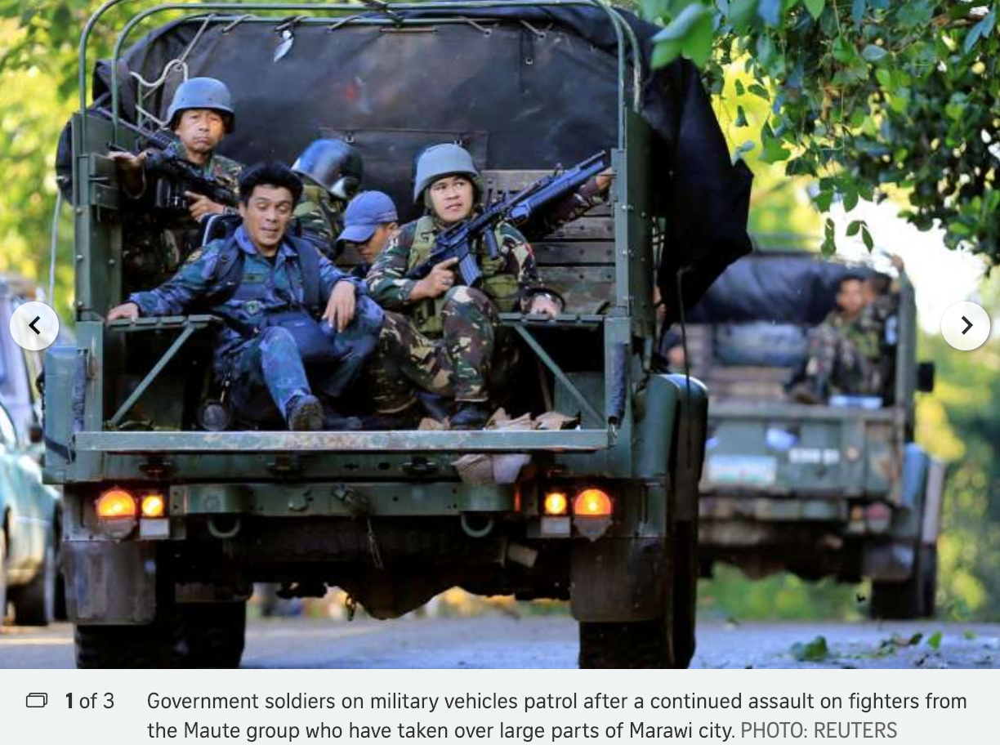 1 of 3
Government soldiers on military vehicles patrol after a continued assault on fighters from
the Maute group who have taken over large parts of Marawi city. PHOTO: REUTERS